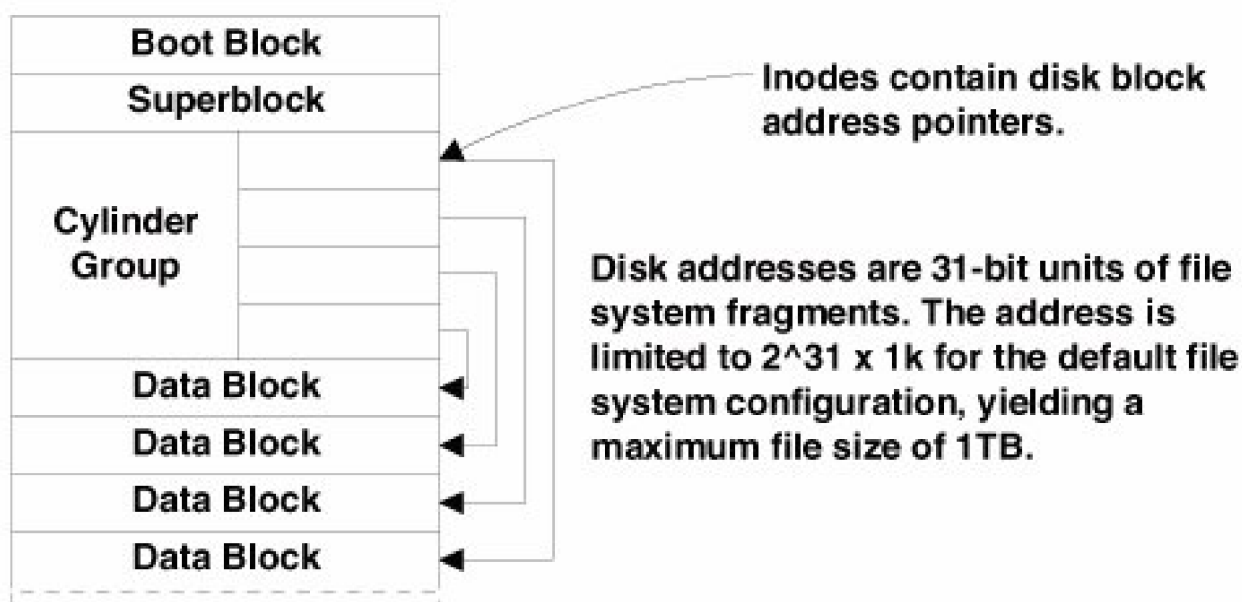 Boot Block
Superblock
Inodes contain disk block
address pointers.
Cylinder
Group
Disk addresses are 31-bit units of file
system fragments. The address is
limited to 2^31 x 1k for the default file
system configuration, yielding a
maximum file size of 1TB.
Data Block
Data Block
Data Block
Data Block